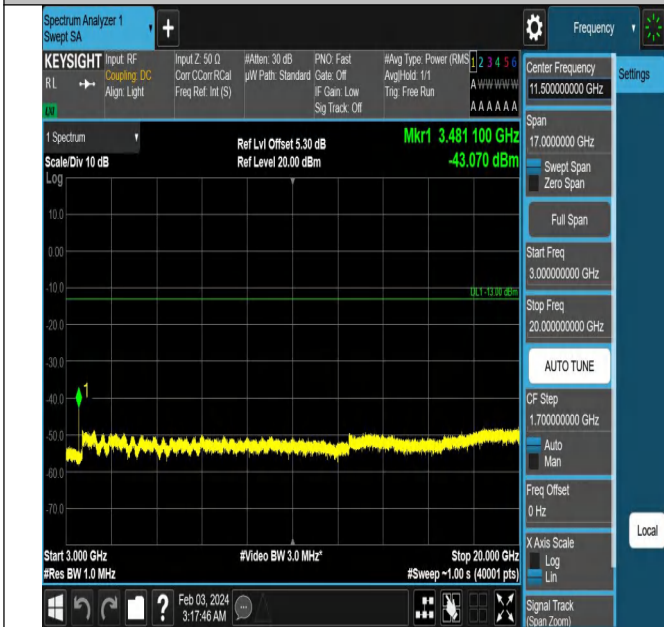 Spectrum Analyzer 1
Swept SA
Frequency
KEYSIGHT
Input: RF
Input Z: 50 Ω
#Atten: 30 dB
PNO: Fast
#Avg Type: Power (RMS
1 2 3 4 5 6
RL
Coupling: DC
Corr CCorr RCal
µW Path: Standard
Gate: Off
Avg|Hold: 1/1
A W W W W W
Align: Light
Freq Ref: Int (S)
IF Gain: Low
Trig: Free Run
Sig Track: Off
A A A A A A
LXI
1 Spectrum
Ref Lvl Offset 5.30 dB
Mkr1 3.481 100 GHz
Scale/Div 10 dB
Ref Level 20.00 dBm
-43.070 dBm
Log
10.0
0.00
-10.0
DL1 -13.00 dBm
-20.0
-30.0
-40.0
1
-50.0
-60.0
-70.0
Start 3.000 GHz
#Video BW 3.0 MHz*
Stop 20.000 GHz
#Res BW 1.0 MHz
#Sweep ~1.00 s (40001 pts)
Feb 03, 2024
3:17:46 AM
Center Frequency
11.500000000 GHz
Settings
Span
17.0000000 GHz
Swept Span
Zero Span
Full Span
Start Freq
3.000000000 GHz
Stop Freq
20.000000000 GHz
AUTO TUNE
CF Step
1.700000000 GHz
Auto
Man
Freq Offset
0 Hz
X Axis Scale
Log
Lin
Local
Signal Track
(Span Zoom)